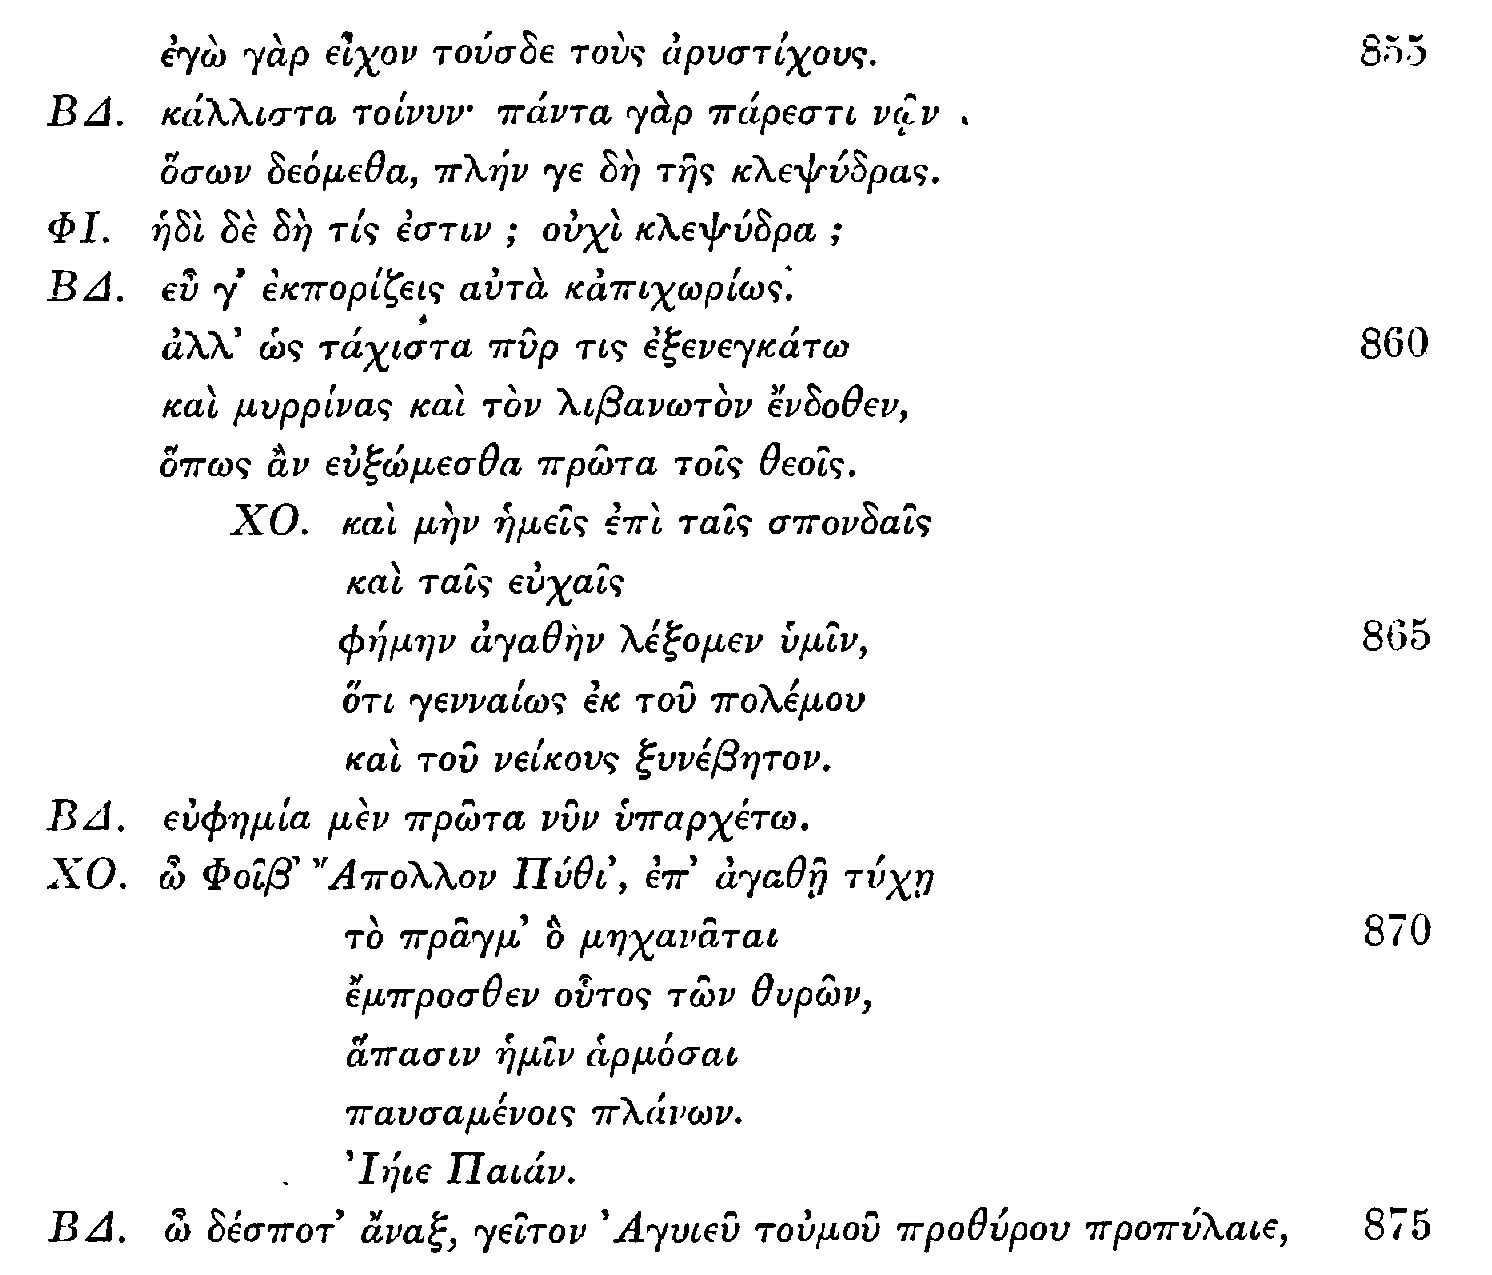 ἐγὼ γὰρ εἶχον τούσδε τοὺς ἀρυστίχους. 855
ΒΔ. κάλλιστα τοίνυν· πάντα γὰρ πάρεστι νῷν
ὅσων δεόμεθα, πλήν γε δὴ τῆς κλεψύδρας.
ΦΙ. ἡδὶ δὲ δὴ τίς ἐστιν ; οὐχὶ κλεψύδρα ;
ΒΔ. εὖ γ’ ἐκπορίζεις αὐτὰ κἀπιχωρίως.
ἀλλ’ ὡς τάχιστα πῦρ τις ἐξενεγκάτω 860
καὶ μυρρίνας καὶ τὸν λιβανωτὸν ἔνδοθεν,
ὅπως ἂν εὐξώμεσθα πρῶτα τοῖς θεοῖς.
ΧΟ. καὶ μὴν ἡμεῖς ἐπὶ ταῖς σπονδαῖς
καὶ ταῖς εὐχαῖς
φήμην ἀγαθὴν λέξομεν ὑμῖν, 865
ὅτι γενναίως ἐκ τοῦ πολέμου
καὶ τοῦ νείκους ξυνέβητον.
ΒΔ. εὐφημία μὲν πρῶτα νῦν ὑπαρχέτω.
ΧΟ. ὦ Φοῖβ’ Ἄπολλον Πύθι’, ἐπ’ ἀγαθῇ τύχῃ
τὸ πρᾶγμ’ ὃ μηχανᾶται 870
ἔμπροσθεν οὗτος τῶν θυρῶν,
ἅπασιν ἡμῖν ἁρμόσαι
παυσαμένοις πλάνων.
Ἰήιε Παιάν.
ΒΔ. ὦ δέσποτ’ ἄναξ, γεῖτον Ἀγυιεῦ τοὐμοῦ προθύρου προπύλαιε, 875